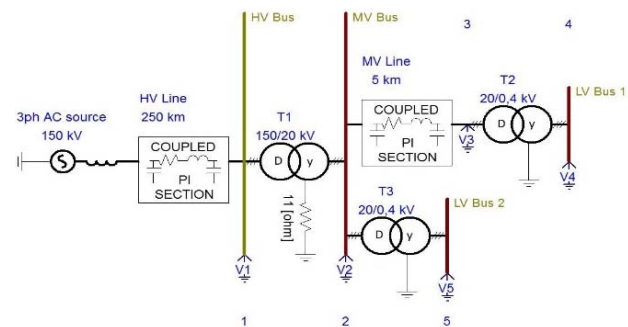 HV Bus
MV Bus
3
4
3ph AC source
150 kV
HV Line
250 km
COUPLED
PI
SECTION
S
T1
150/20 kV
D
y
11 [ohm]
MV Line
5 km
COUPLED
PI
SECTION
V3
T2
20/0,4 kV
D
y
LV Bus 1
V4
T3
20/0,4 kV
D
y
LV Bus 2
V1
V2
V5
1
2
5